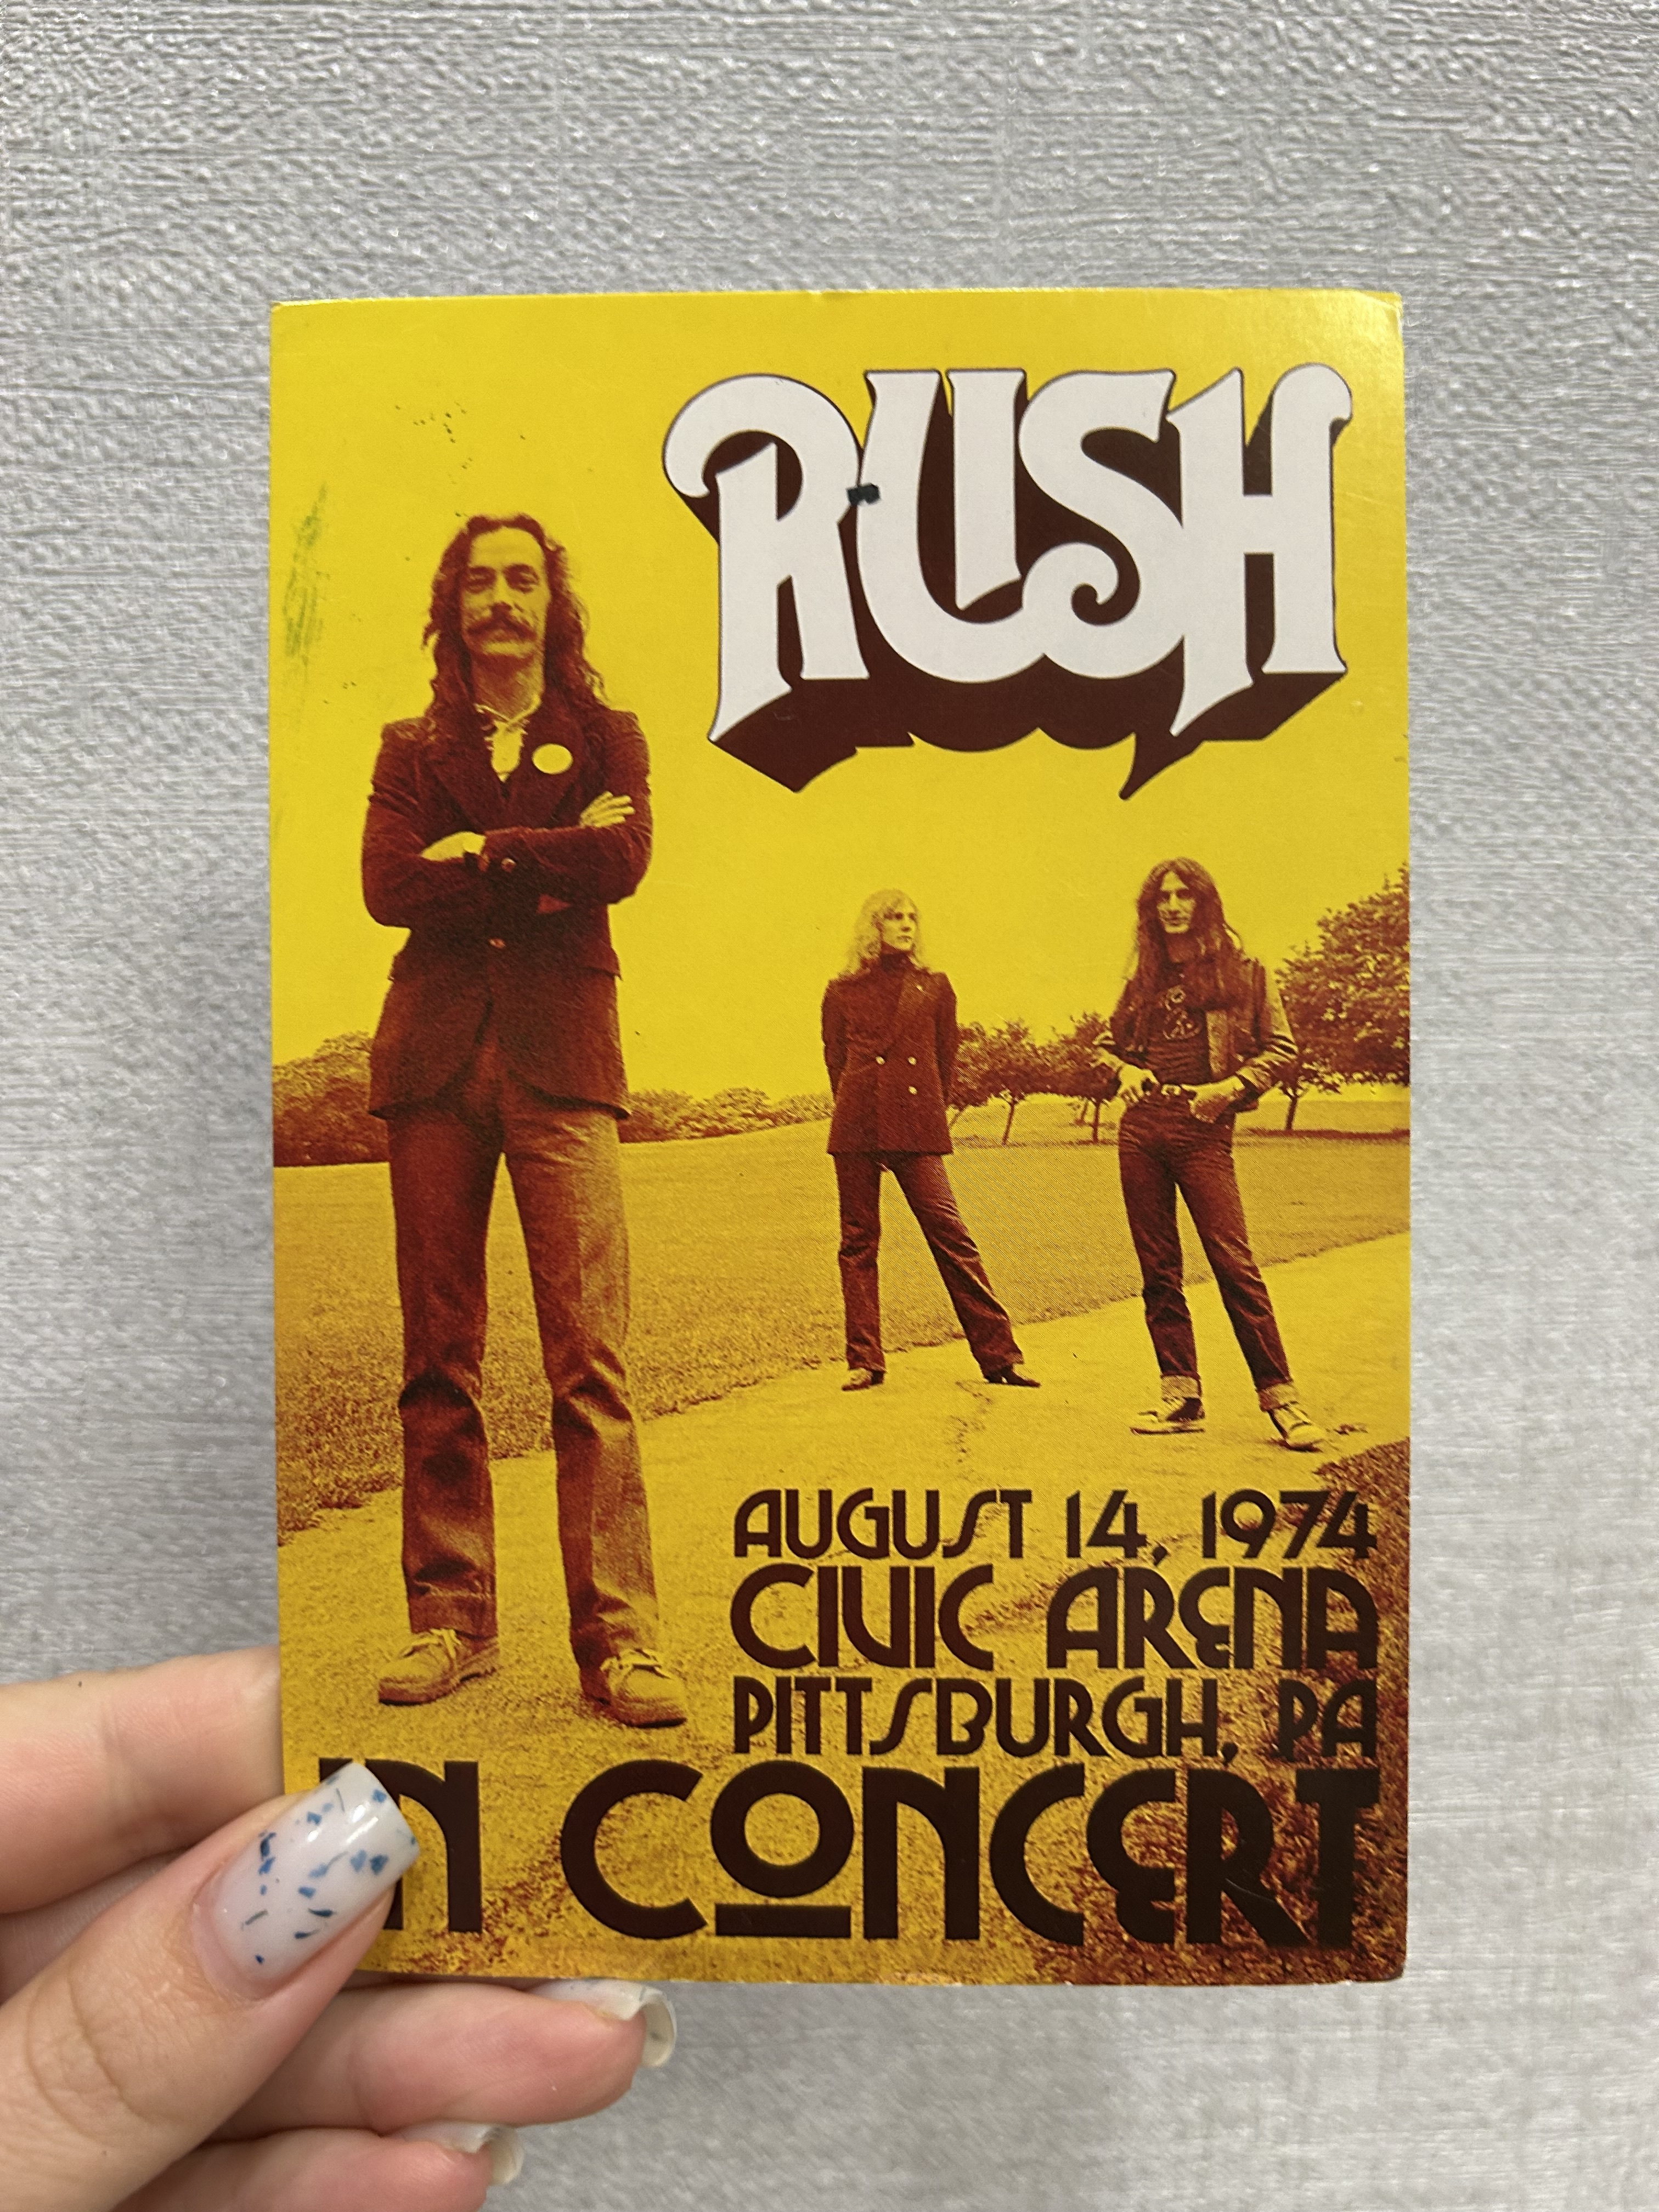 RUSH
AUGUST 14, 1974
CIVIC ARENA
PITTSBURGH, PA
IN CONCERT